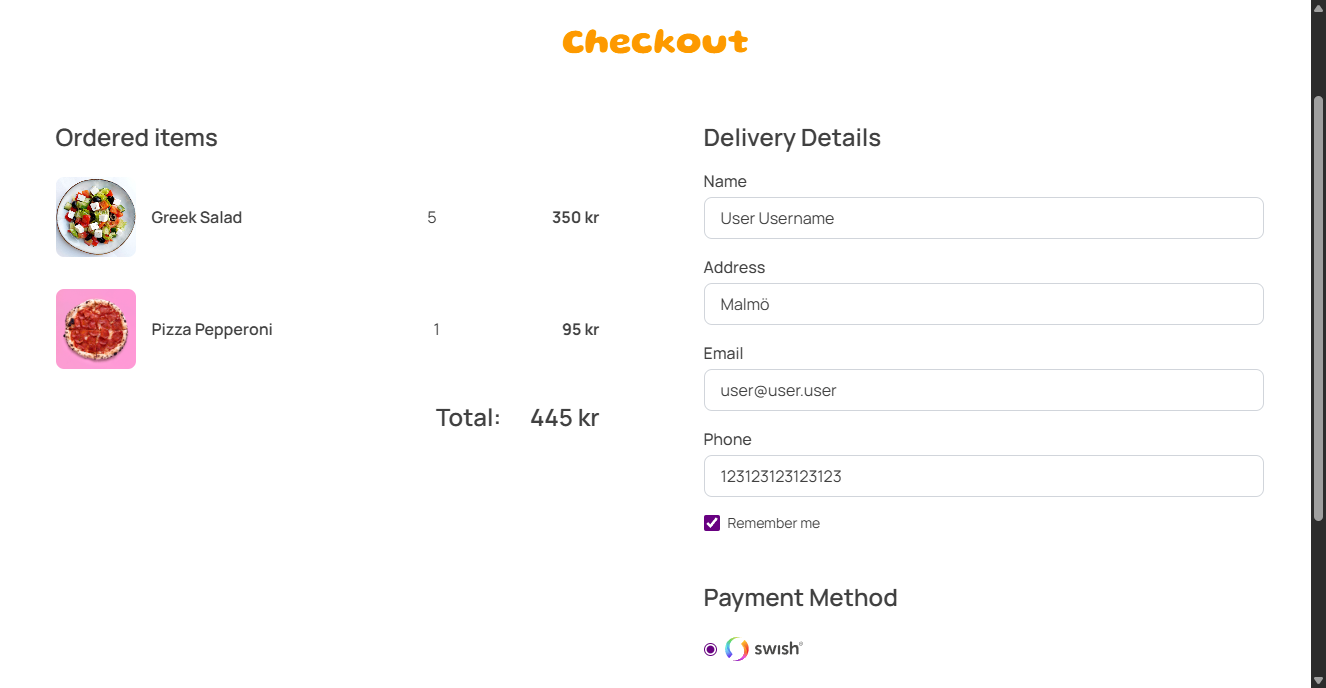 Checkout
Ordered items
Greek Salad 5 350 kr
Pizza Pepperoni 1 95 kr
Total: 445 kr
Delivery Details
Name
User Username
Address
Malmö
Email
user@user.user
Phone
123123123123123
Remember me
Payment Method
swish®